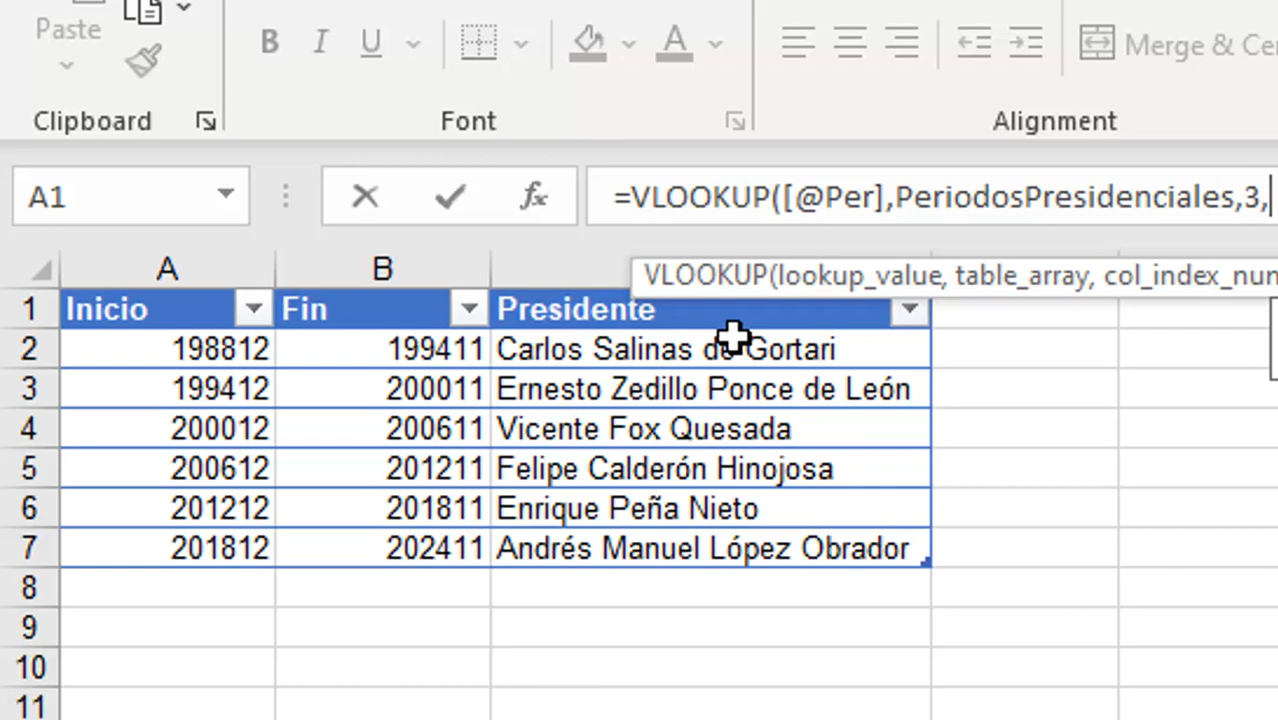 Paste
B I U A
Merge & Ce
Clipboard Font Alignment
A1 fx =VLOOKUP([@Per],PeriodosPresidenciales,3,
VLOOKUP(lookup_value, table_array, col_index_num
A B
1 Inicio Fin Presidente
2 198812 199411 Carlos Salinas de Gortari
3 199412 200011 Ernesto Zedillo Ponce de León
4 200012 200611 Vicente Fox Quesada
5 200612 201211 Felipe Calderón Hinojosa
6 201212 201811 Enrique Peña Nieto
7 201812 202411 Andrés Manuel López Obrador
8
9
10
11